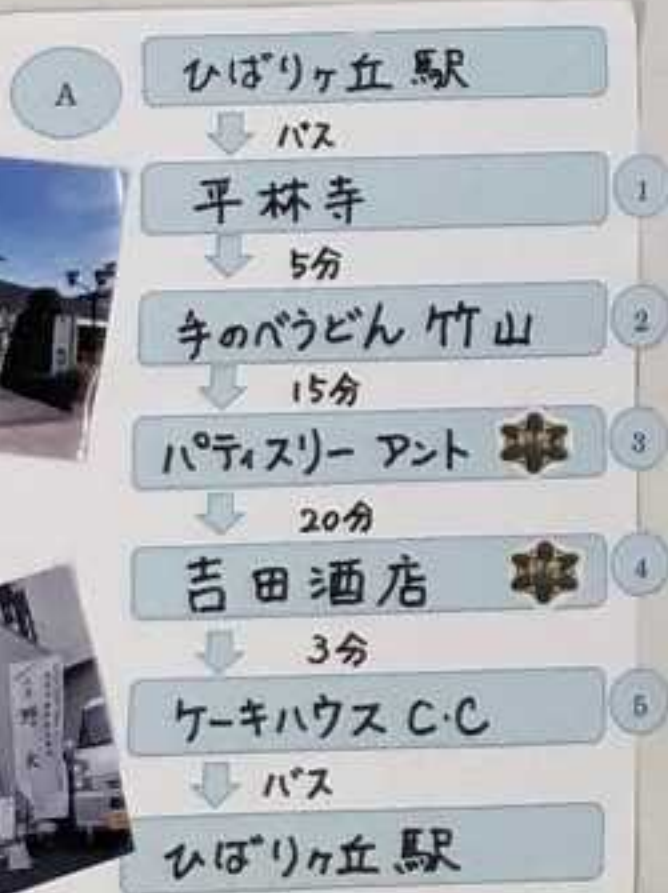 A
ひばりヶ丘駅
バス
平林寺
1
5分
手のべうどん 竹山
2
15分
パティスリー アント
3
20分
吉田酒店
4
3分
ケーキハウス C・C
5
バス
ひばりヶ丘駅